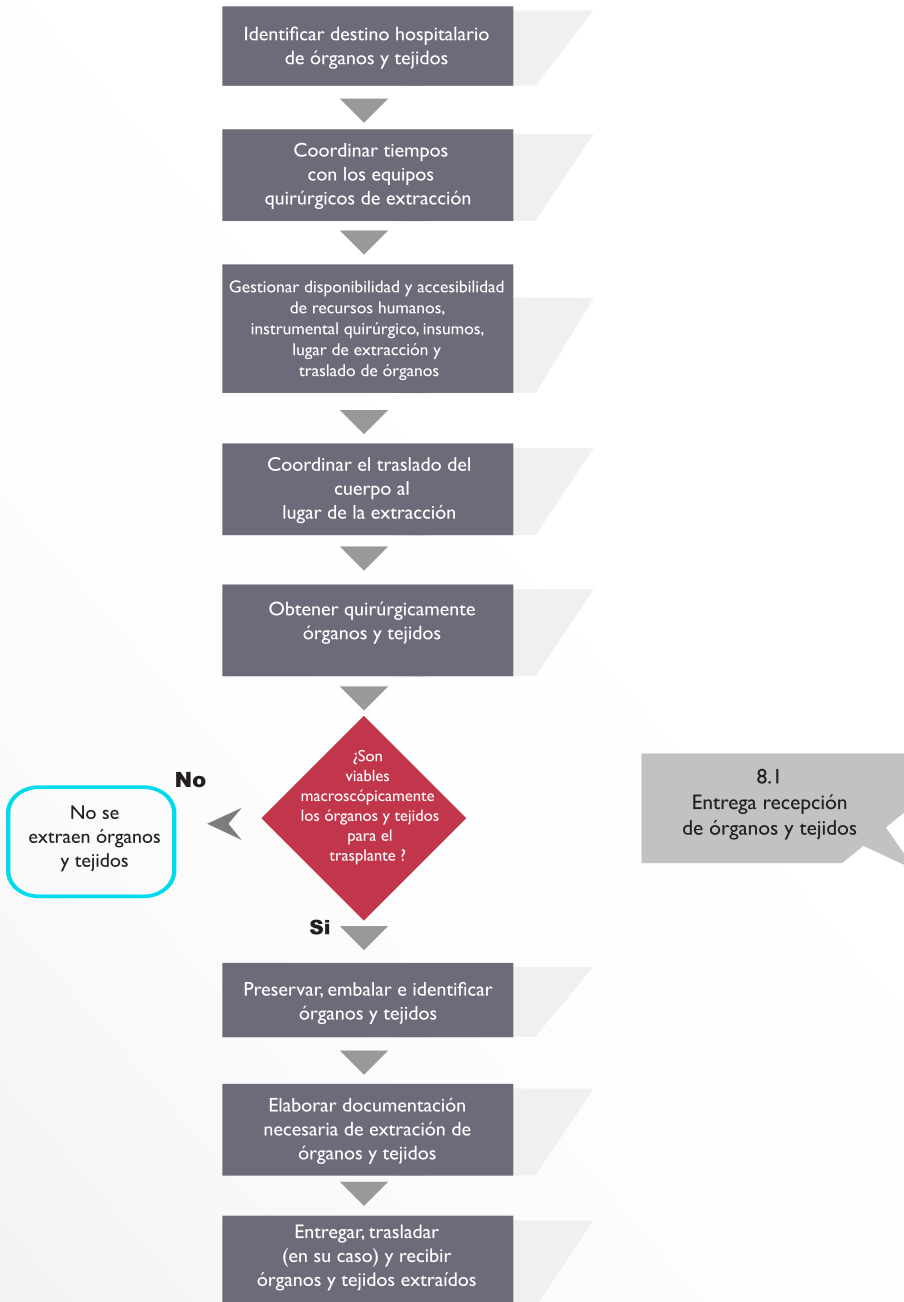 Identificar destino hospitalario
de órganos y tejidos
Coordinar tiempos
con los equipos
quirúrgicos de extracción
Gestionar disponibilidad y accesibilidad
de recursos humanos,
instrumental quirúrgico, insumos,
lugar de extracción y
traslado de órganos
Coordinar el traslado del
cuerpo al
lugar de la extracción
Obtener quirúrgicamente
órganos y tejidos
¿Son
viables
macroscópicamente
los órganos y tejidos
para el
trasplante ?
No
No se
extraen órganos
y tejidos
8.1
Entrega recepción
de órganos y tejidos
Si
Preservar, embalar e identificar
órganos y tejidos
Elaborar documentación
necesaria de extración de
órganos y tejidos
Entregar, trasladar
(en su caso) y recibir
órganos y tejidos extraídos